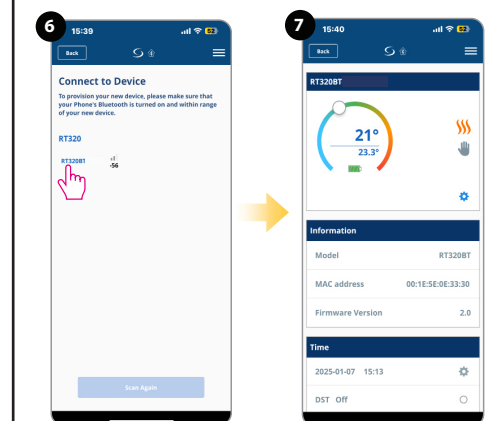 6
15:39
52
Back
Connect to Device
To provision your new device, please make sure that
your Phone's Bluetooth is turned on and within range
of your new device.
RT320
RT320BT
-56
Scan Again
7
15:40
52
Back
RT320BT
21°
23.3°
Information
Model RT320BT
MAC address 00:1E:5E:0E:33:30
Firmware Version 2.0
Time
2025-01-07 15:13
DST Off